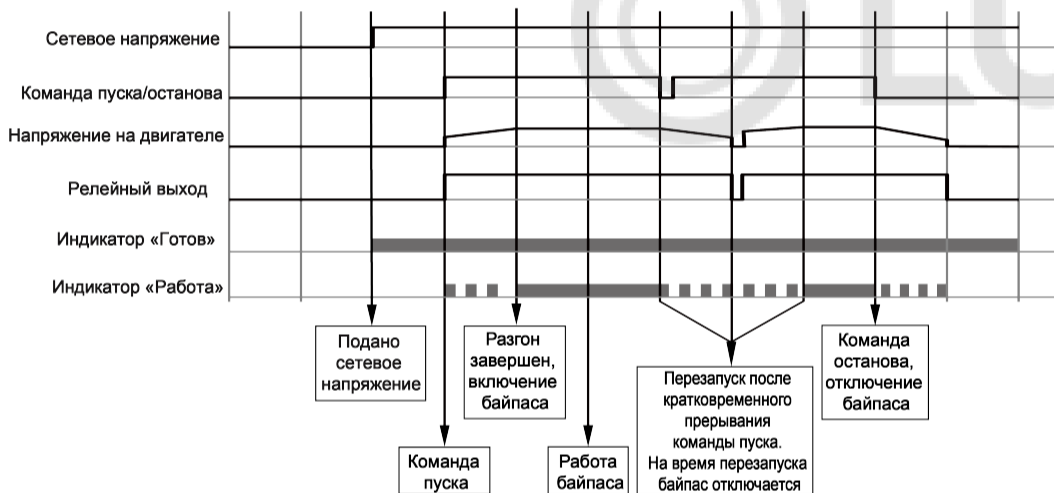 Сетевое напряжение
Команда пуска/останова
Напряжение на двигателе
Релейный выход
Индикатор «Готов»
Индикатор «Работа»
Подано
сетевое
напряжение
Разгон
завершен,
включение
байпаса
Перезапуск после
кратковременного
прерывания
команды пуска.
На время перезапуска
байпас отключается
Команда
останова,
отключение
байпаса
Команда
пуска
Работа
байпаса